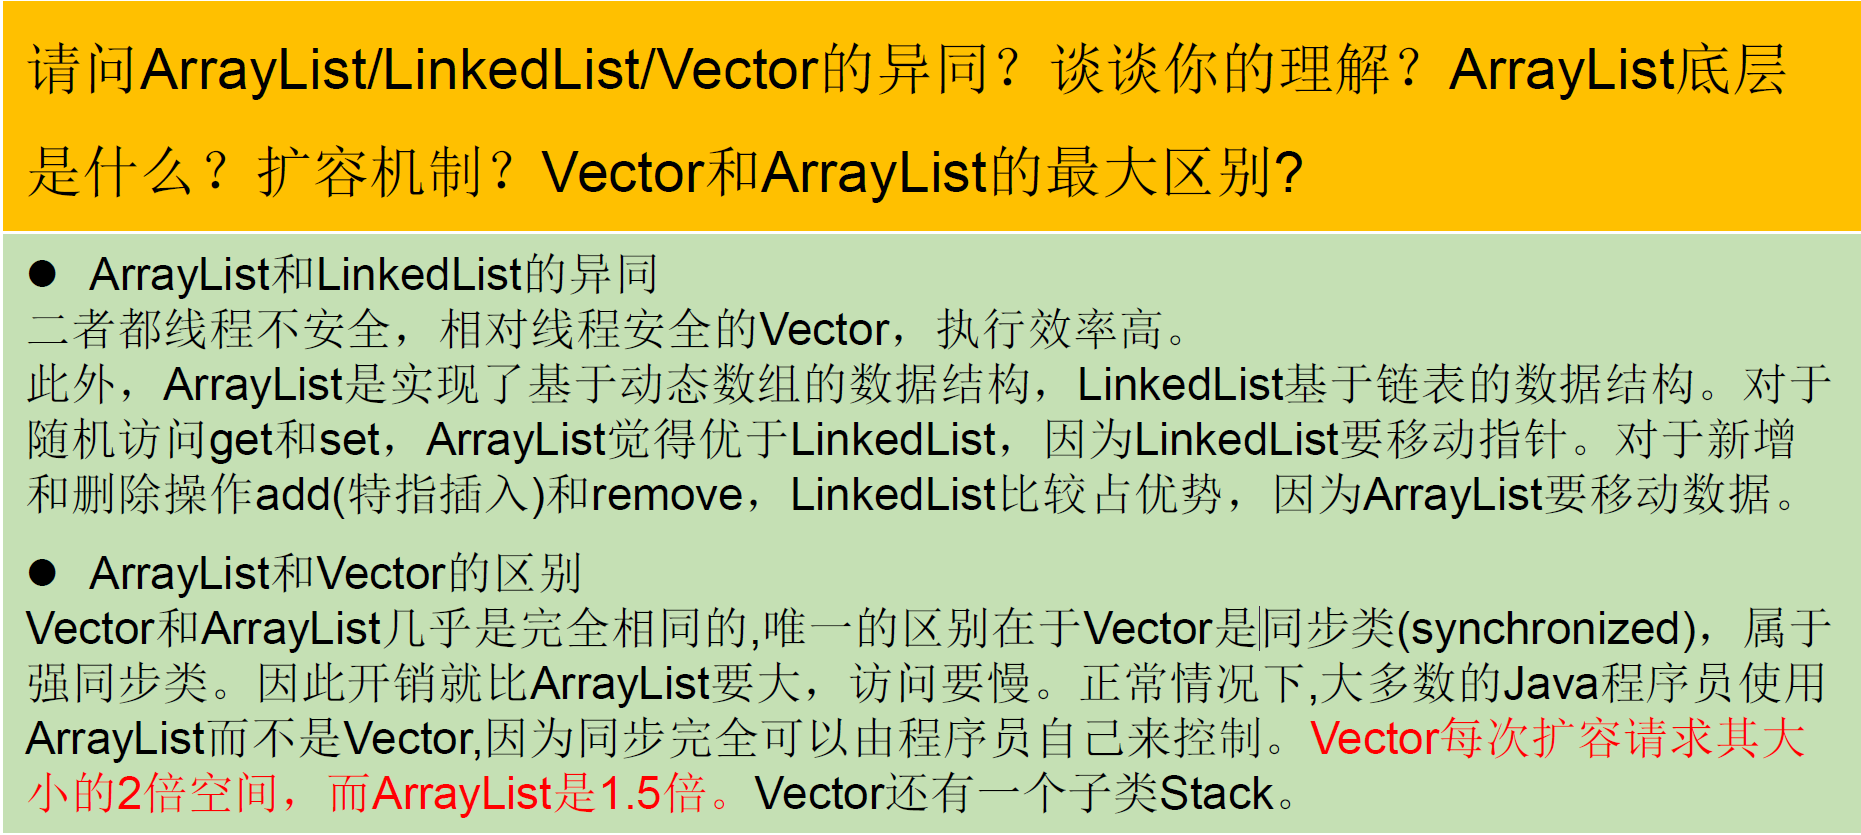 请问ArrayList/LinkedList/Vector的异同？谈谈你的理解？ArrayList底层
是什么？扩容机制？Vector和ArrayList的最大区别?
● ArrayList和LinkedList的异同
二者都线程不安全，相对线程安全的Vector，执行效率高。
此外，ArrayList是实现了基于动态数组的数据结构，LinkedList基于链表的数据结构。对于
随机访问get和set，ArrayList觉得优于LinkedList，因为LinkedList要移动指针。对于新增
和删除操作add(特指插入)和remove，LinkedList比较占优势，因为ArrayList要移动数据。
● ArrayList和Vector的区别
Vector和ArrayList几乎是完全相同的,唯一的区别在于Vector是同步类(synchronized)，属于
强同步类。因此开销就比ArrayList要大，访问要慢。正常情况下,大多数的Java程序员使用
ArrayList而不是Vector,因为同步完全可以由程序员自己来控制。Vector每次扩容请求其大
小的2倍空间，而ArrayList是1.5倍。Vector还有一个子类Stack。